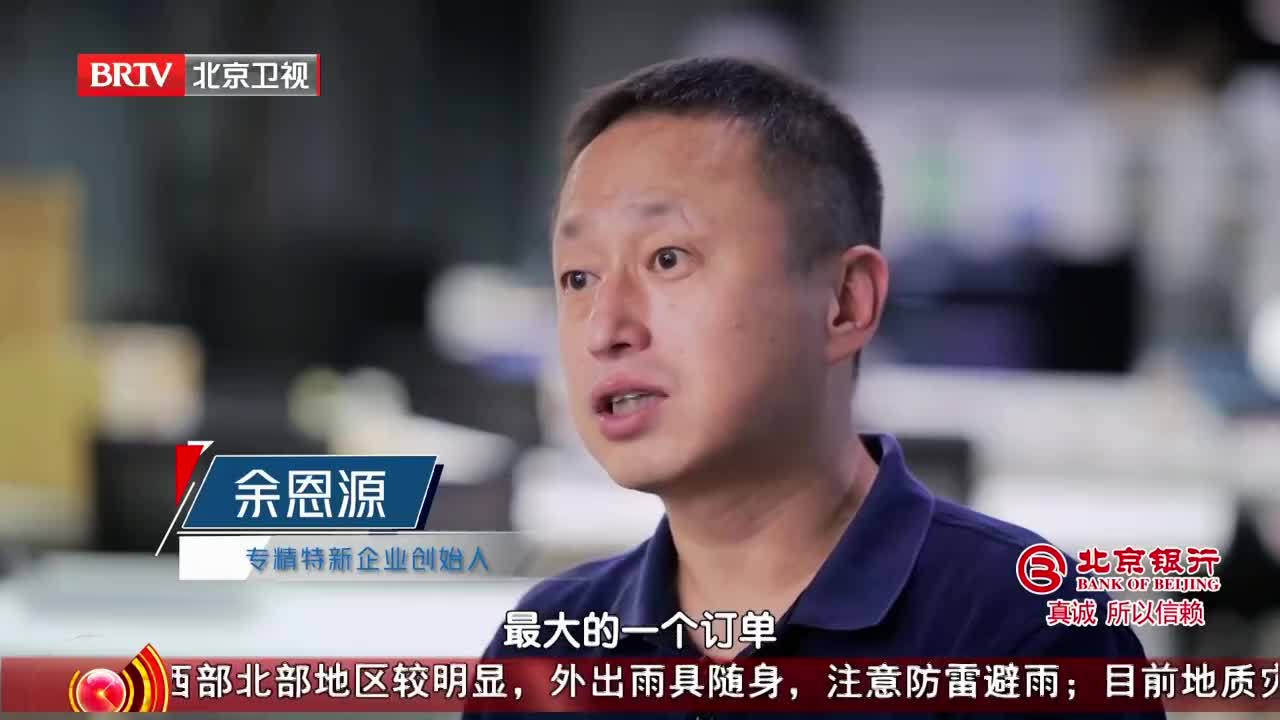 BRTV 北京卫视
余恩源
专精特新企业创始人
北京银行
BANK OF BEIJING
真诚 所以信赖
最大的一个订单
西部北部地区较明显，外出雨具随身，注意防雷避雨；目前地质灾